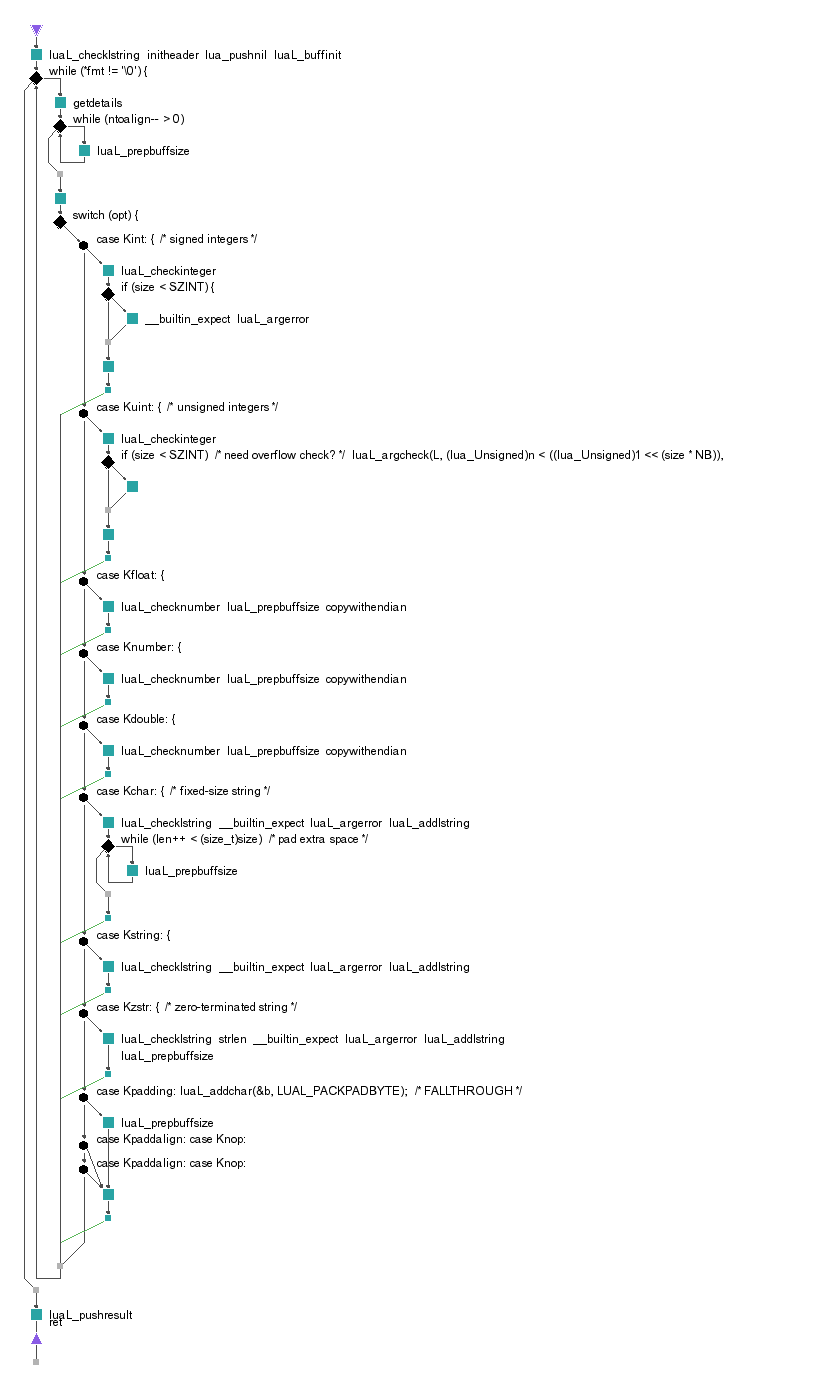 luaL_checklstring initheader lua_pushnil luaL_buffinit
while (*fmt != '\0') {
getdetails
while (ntoalign-- > 0)
luaL_prepbuffsize
switch (opt) {
case Kint: { /* signed integers */
luaL_checkinteger
if (size < SZINT) {
__builtin_expect luaL_argerror
case Kuint: { /* unsigned integers */
luaL_checkinteger
if (size < SZINT) /* need overflow check? */ luaL_argcheck(L, (lua_Unsigned)n < ((lua_Unsigned)1 << (size * NB)),
case Kfloat: {
luaL_checknumber luaL_prepbuffsize copywithendian
case Knumber: {
luaL_checknumber luaL_prepbuffsize copywithendian
case Kdouble: {
luaL_checknumber luaL_prepbuffsize copywithendian
case Kchar: { /* fixed-size string */
luaL_checklstring __builtin_expect luaL_argerror luaL_addlstring
while (len++ < (size_t)size) /* pad extra space */
luaL_prepbuffsize
case Kstring: {
luaL_checklstring __builtin_expect luaL_argerror luaL_addlstring
case Kzstr: { /* zero-terminated string */
luaL_checklstring strlen __builtin_expect luaL_argerror luaL_addlstring
luaL_prepbuffsize
case Kpadding: luaL_addchar(&b, LUAL_PACKPADBYTE); /* FALLTHROUGH */
luaL_prepbuffsize
case Kpaddalign: case Knop:
case Kpaddalign: case Knop:
luaL_pushresult
ret